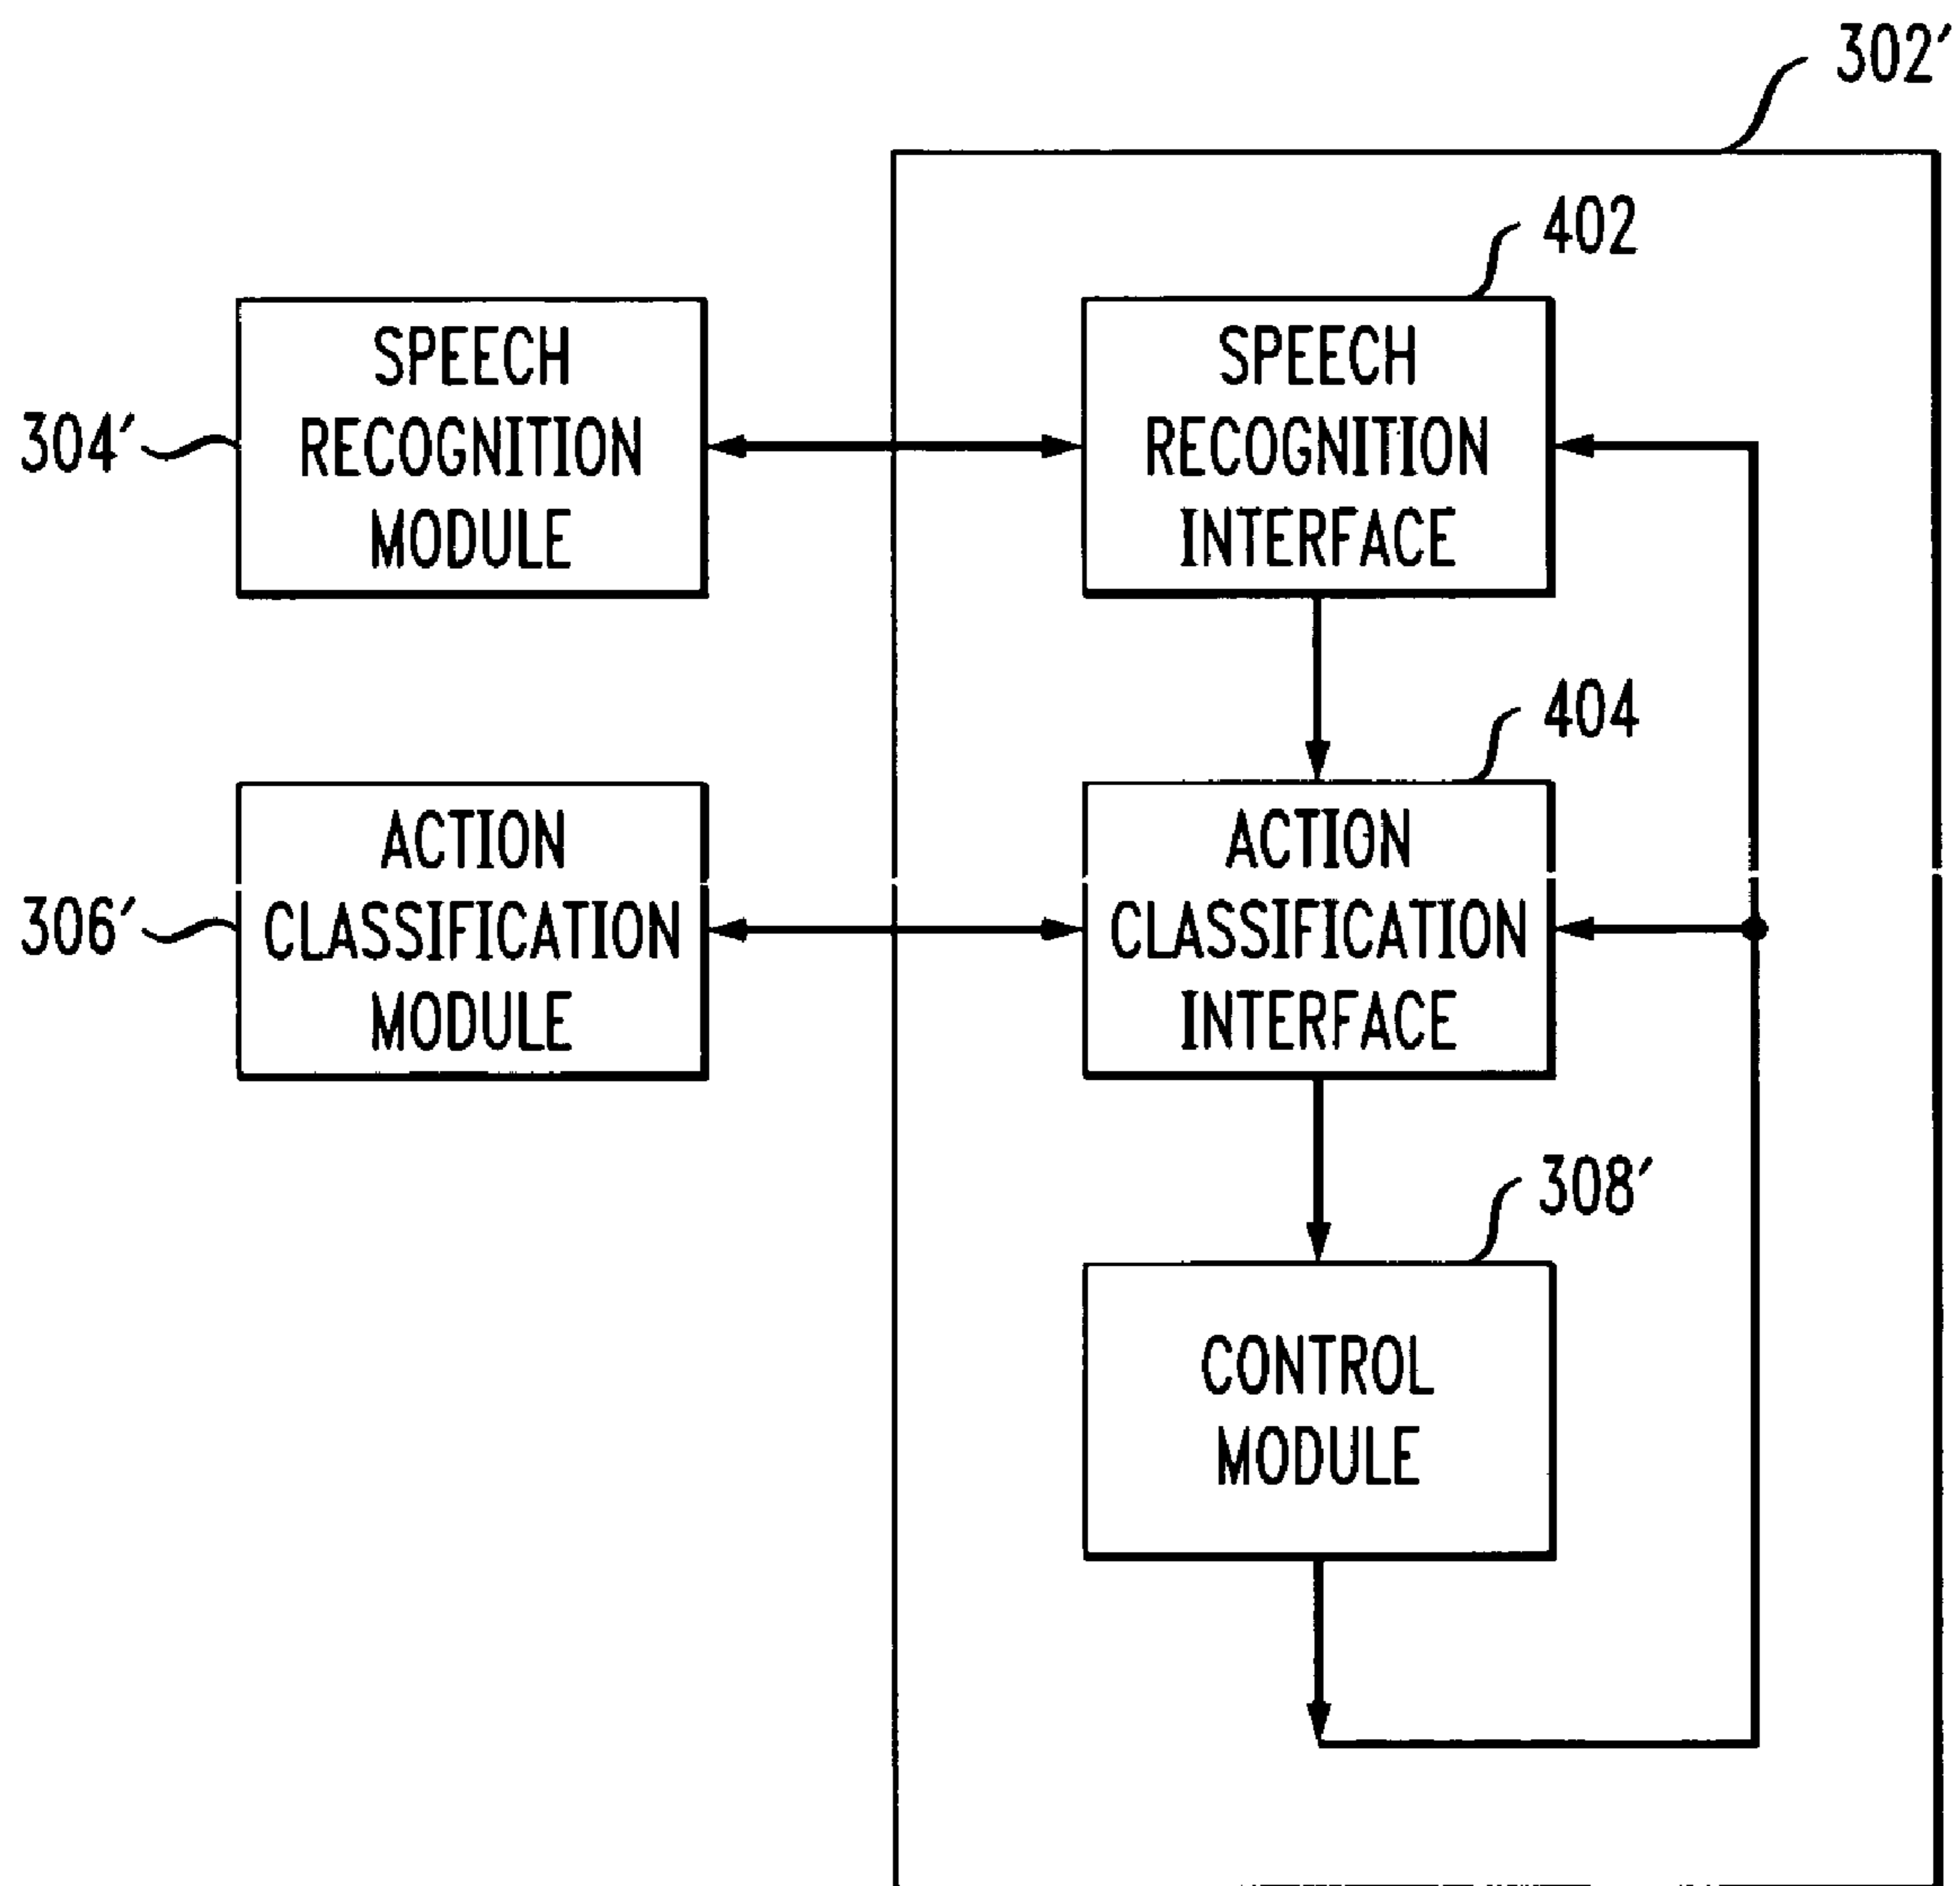 302′
402
SPEECH
RECOGNITION
MODULE
304′
SPEECH
RECOGNITION
INTERFACE
404
ACTION
CLASSIFICATION
MODULE
306′
ACTION
CLASSIFICATION
INTERFACE
308′
CONTROL
MODULE